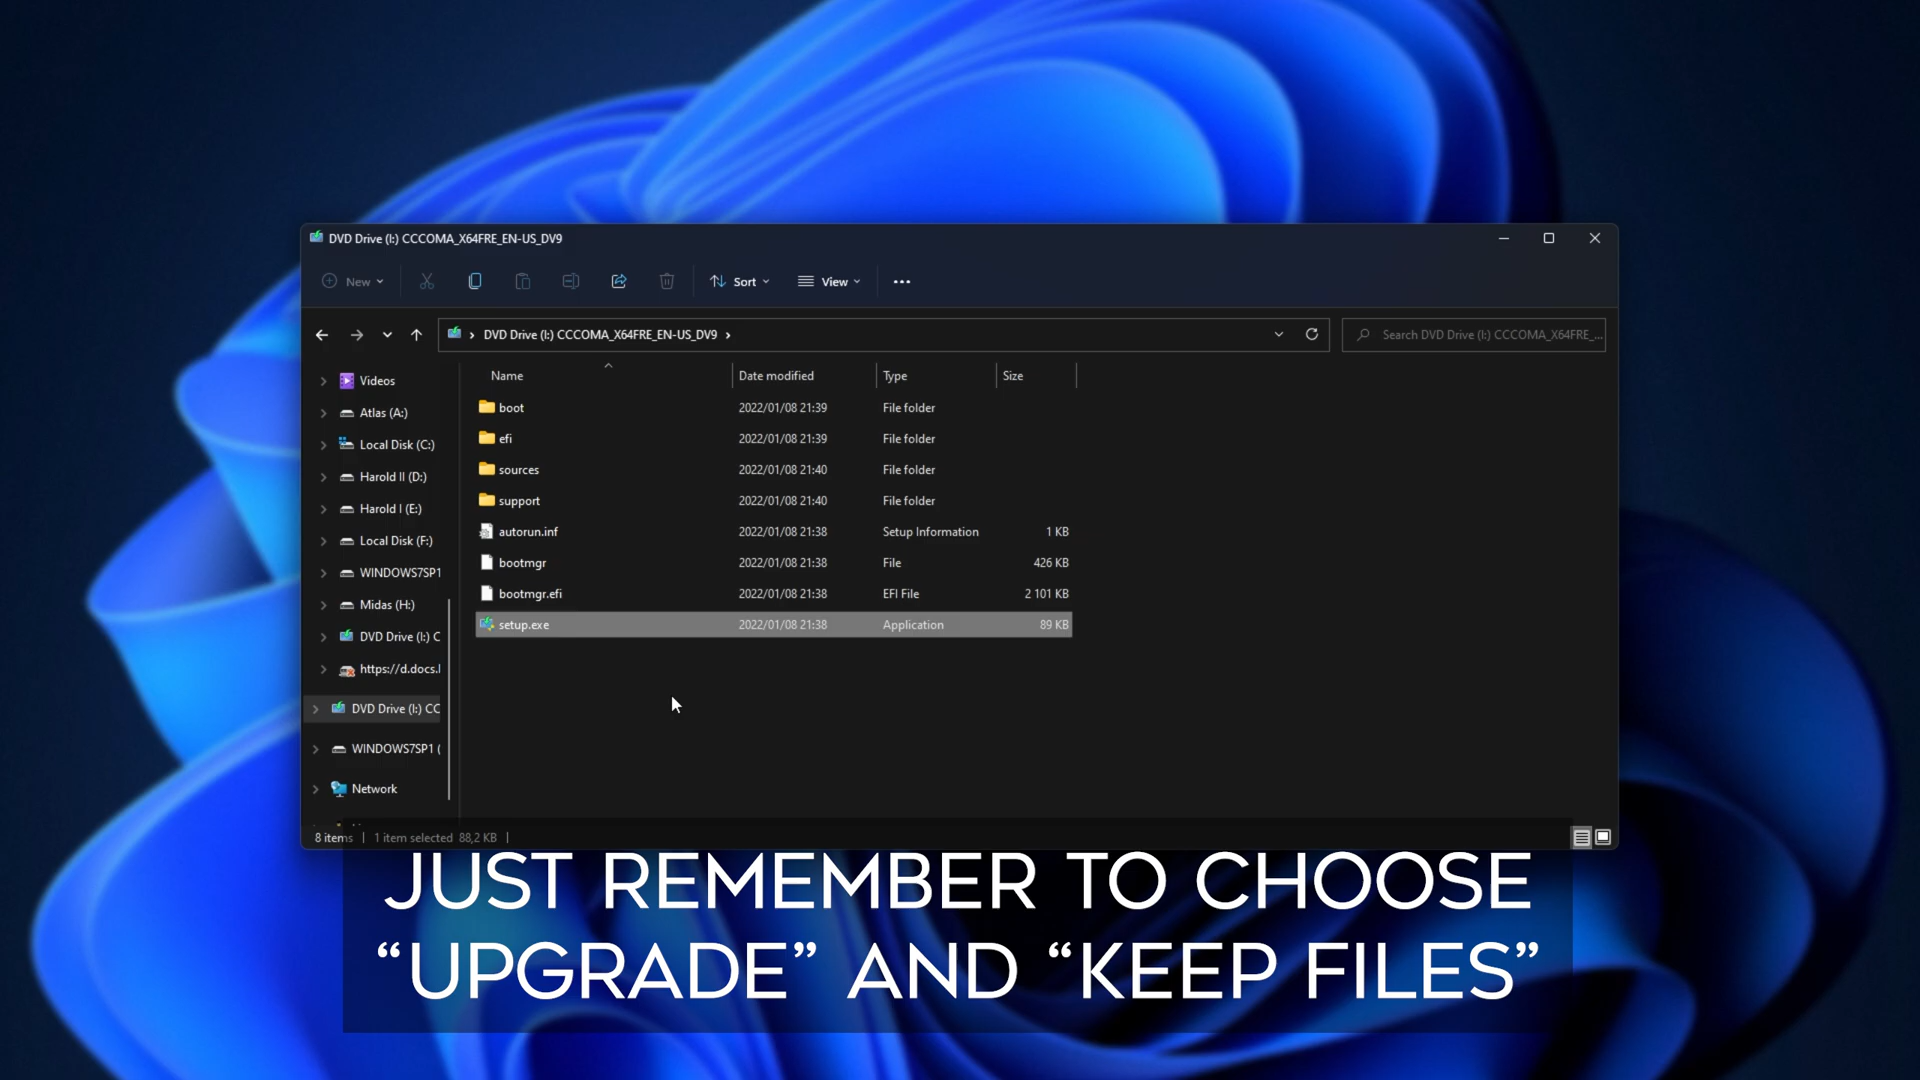 DVD Drive (I:) CCCOMA_X64FRE_EN-US_DV9
New
Sort
View
DVD Drive (I:) CCCOMA_X64FRE_EN-US_DV9
Search DVD Drive (I:) CCCOMA_X64FRE_...
Name Date modified Type Size
Videos
Atlas (A:)
Local Disk (C:)
Harold II (D:)
Harold I (E:)
Local Disk (F:)
WINDOWS7SP1
Midas (H:)
DVD Drive (I:) C
https://d.docs.l
DVD Drive (I:) CC
WINDOWS7SP1 (
Network
boot 2022/01/08 21:39 File folder
efi 2022/01/08 21:39 File folder
sources 2022/01/08 21:40 File folder
support 2022/01/08 21:40 File folder
autorun.inf 2022/01/08 21:38 Setup Information 1 KB
bootmgr 2022/01/08 21:38 File 426 KB
bootmgr.efi 2022/01/08 21:38 EFI File 2 101 KB
setup.exe 2022/01/08 21:38 Application 89 KB
8 items 1 item selected 88,2 KB
JUST REMEMBER TO CHOOSE
“UPGRADE” AND “KEEP FILES”